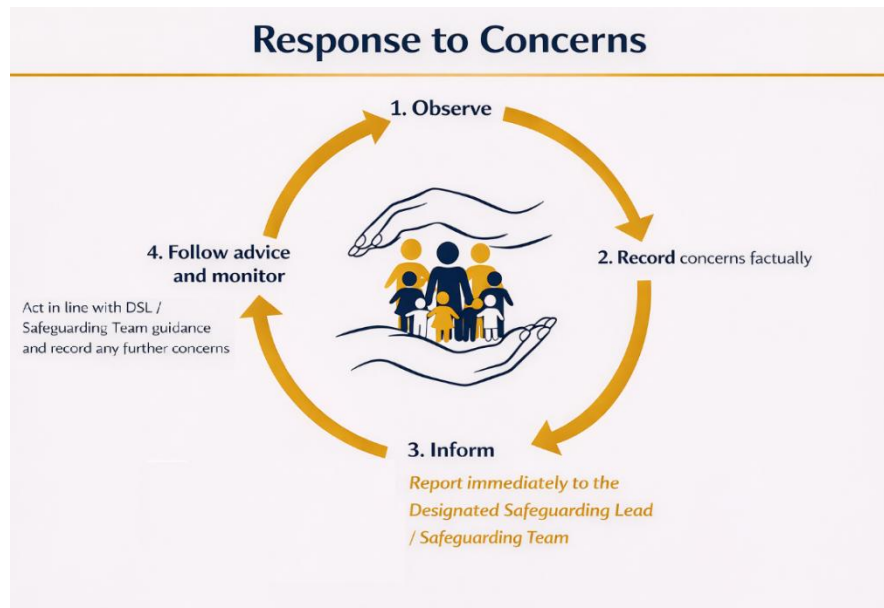 Response to Concerns
1. Observe
2. Record concerns factually
3. Inform
Report immediately to the
Designated Safeguarding Lead
/ Safeguarding Team
4. Follow advice
and monitor
Act in line with DSL /
Safeguarding Team guidance
and record any further concerns